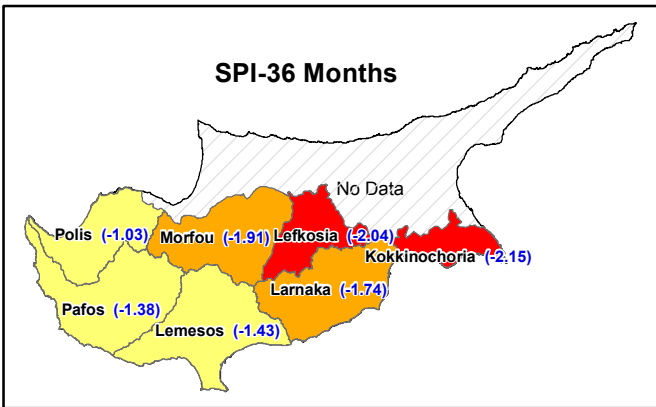 SPI-36 Months
No Data
Polis (-1.03)
Morfou (-1.91)
Lefkosia (-2.04)
Kokkinochoria (-2.15)
Larnaka (-1.74)
Pafos (-1.38)
Lemesos (-1.43)